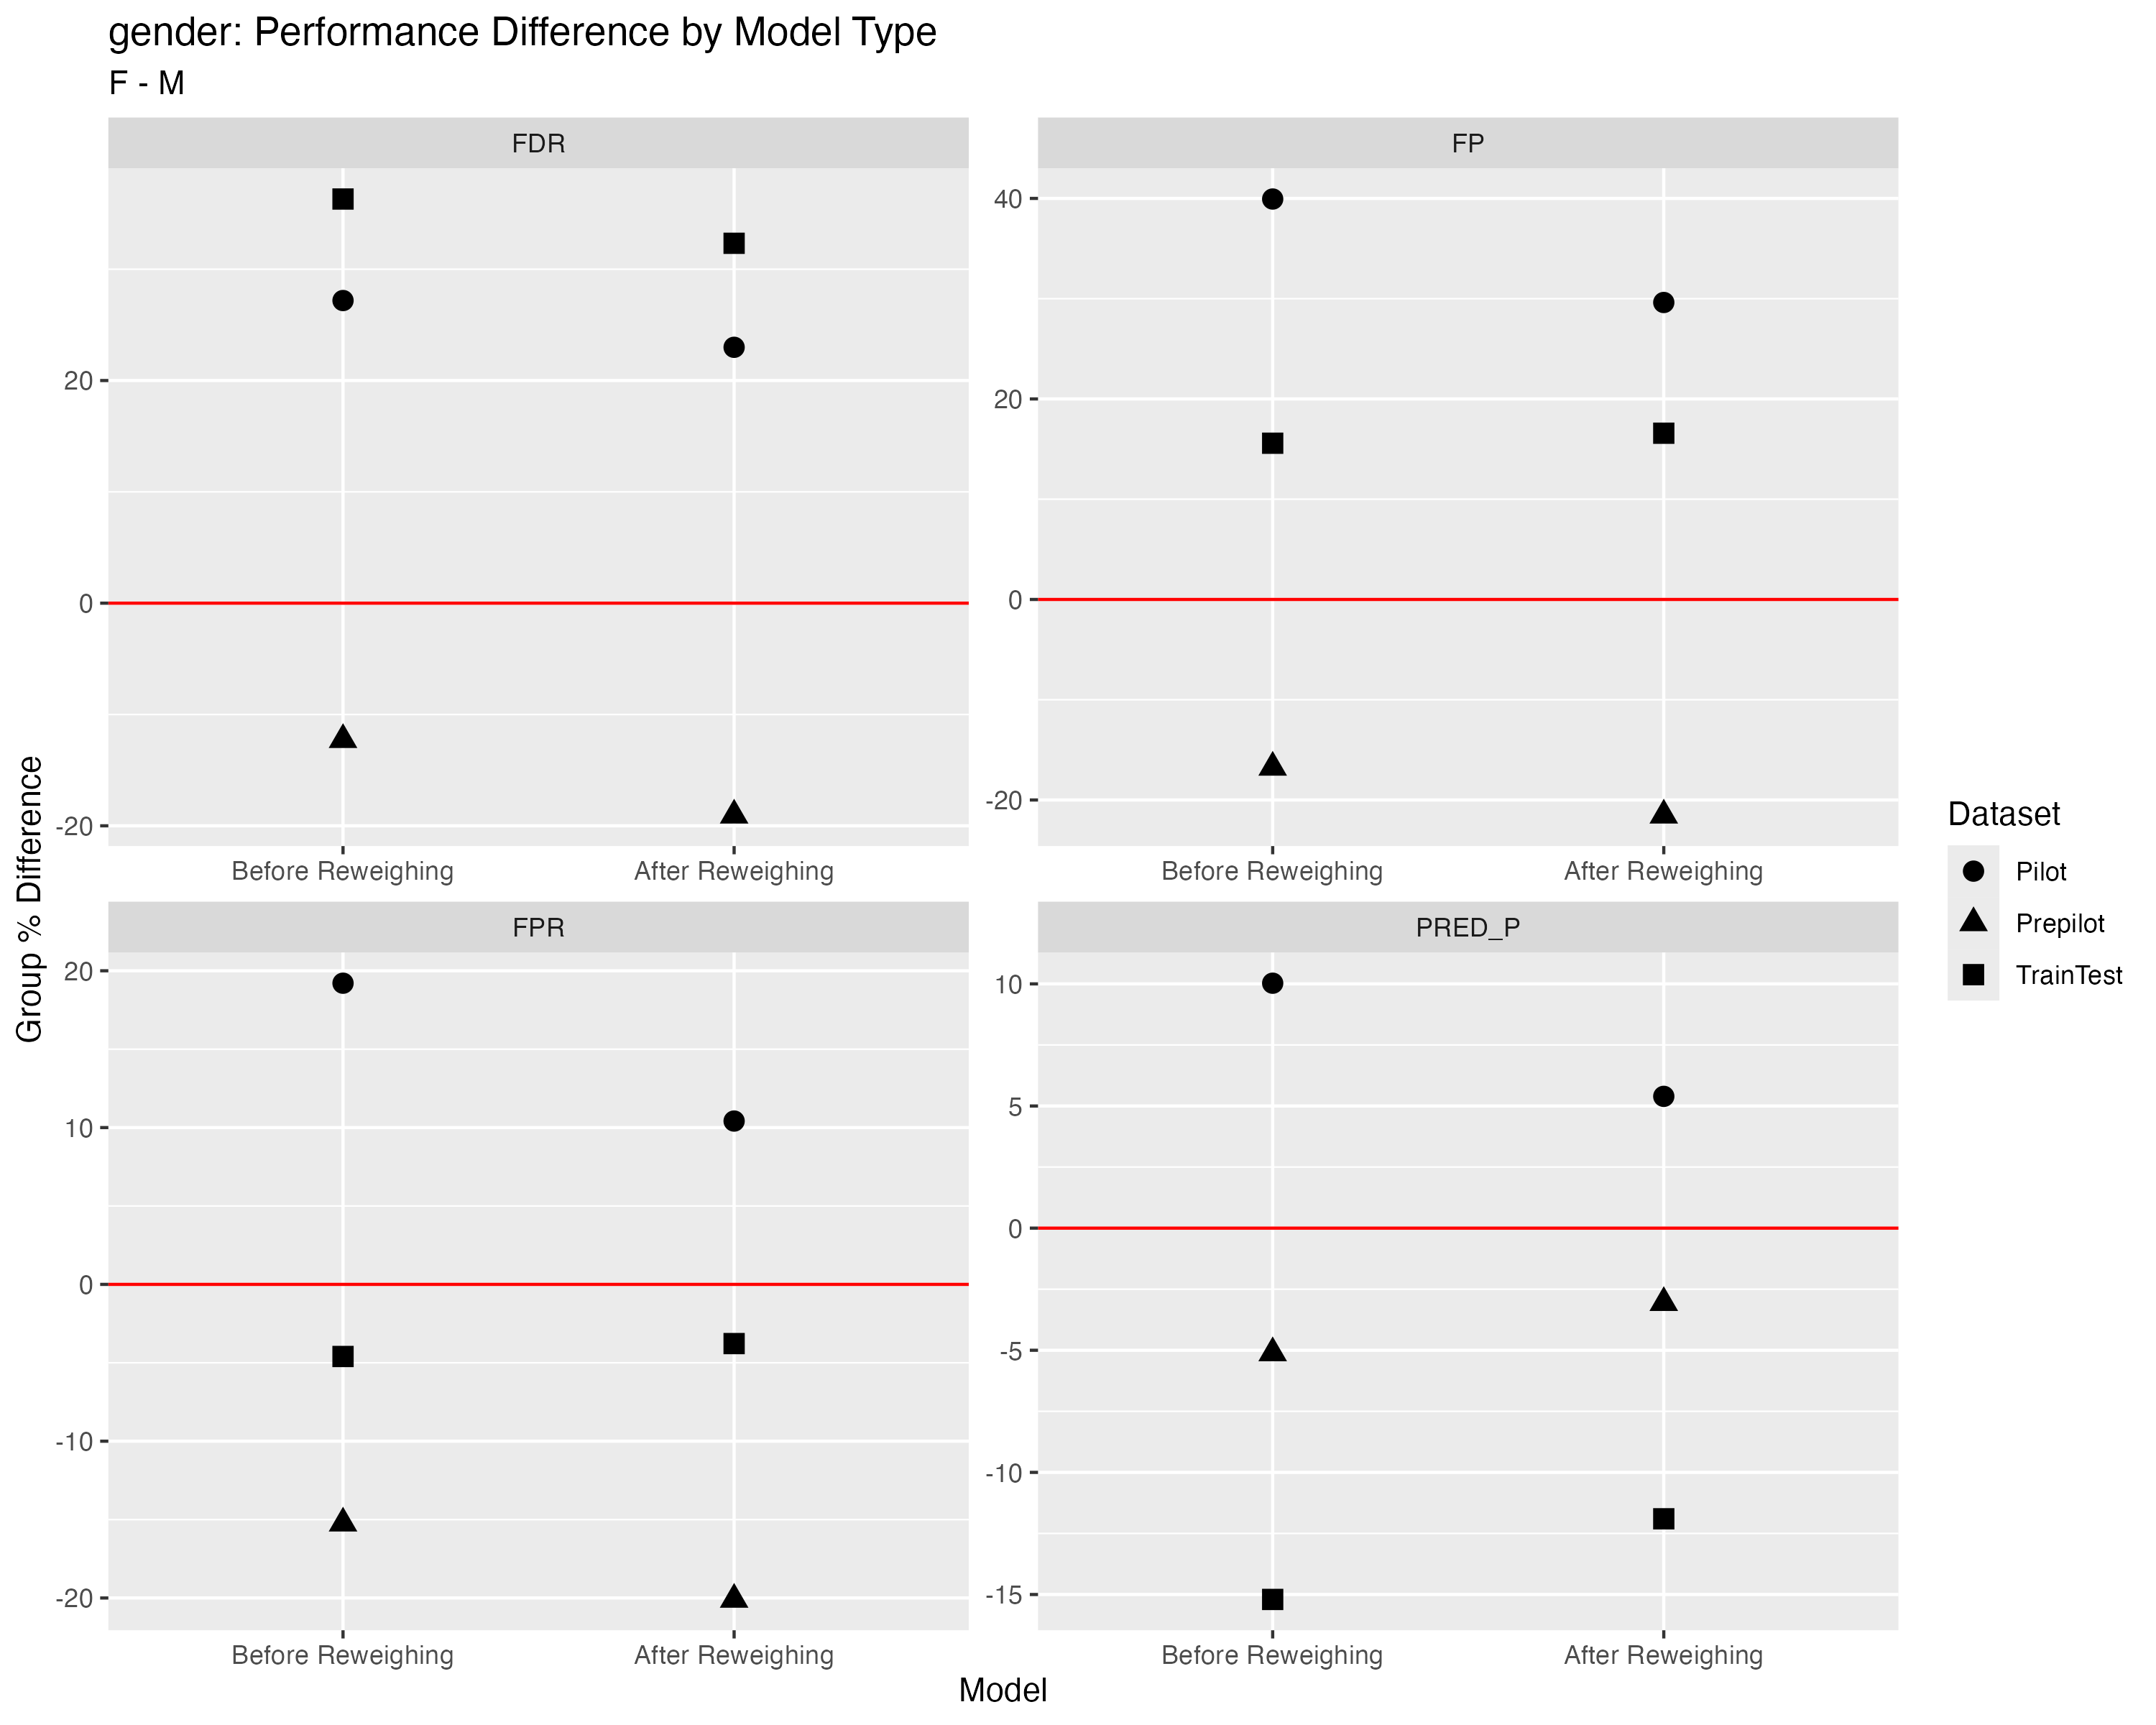 gender: Performance Difference by Model Type
F - M
FDR
FP
20
0
-20
40
20
0
-20
Before Reweighing
After Reweighing
Before Reweighing
After Reweighing
FPR
PRED_P
20
10
0
-10
-20
10
5
0
-5
-10
-15
Before Reweighing
After Reweighing
Before Reweighing
After Reweighing
Group % Difference
Model
Dataset
Pilot
Prepilot
TrainTest